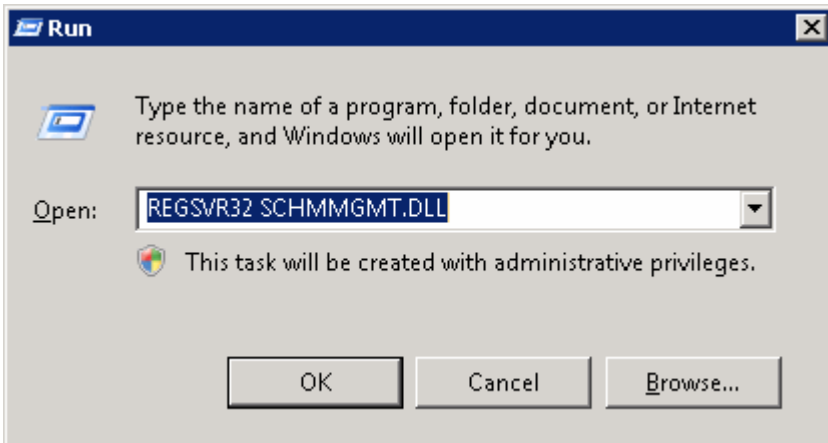 Run
Type the name of a program, folder, document, or Internet
resource, and Windows will open it for you.
Open: REGSVR32 SCHMMGMT.DLL
This task will be created with administrative privileges.
OK Cancel Browse...